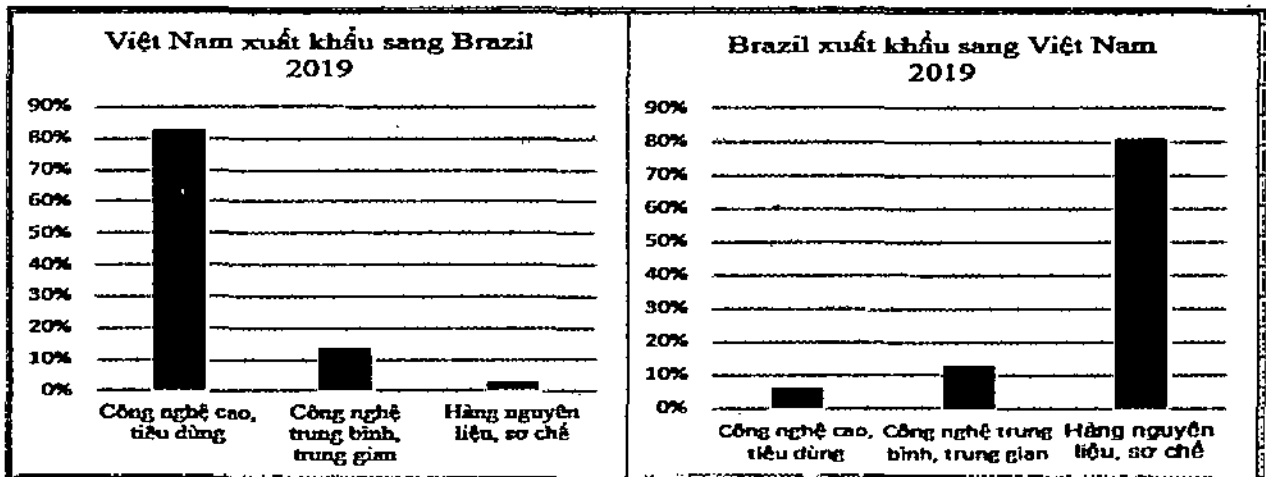 Việt Nam xuất khẩu sang Brazil
2019
90%
80%
70%
60%
50%
40%
30%
20%
10%
0%
Công nghệ cao,
tiêu dùng
Công nghệ
trung bình,
trung gian
Hàng nguyên
liệu, sơ chế
Brazil xuất khẩu sang Việt Nam
2019
90%
80%
70%
60%
50%
40%
30%
20%
10%
0%
Công nghệ cao,
tiêu dùng
Công nghệ trung
bình, trung gian
Hàng nguyên
liệu, sơ chế